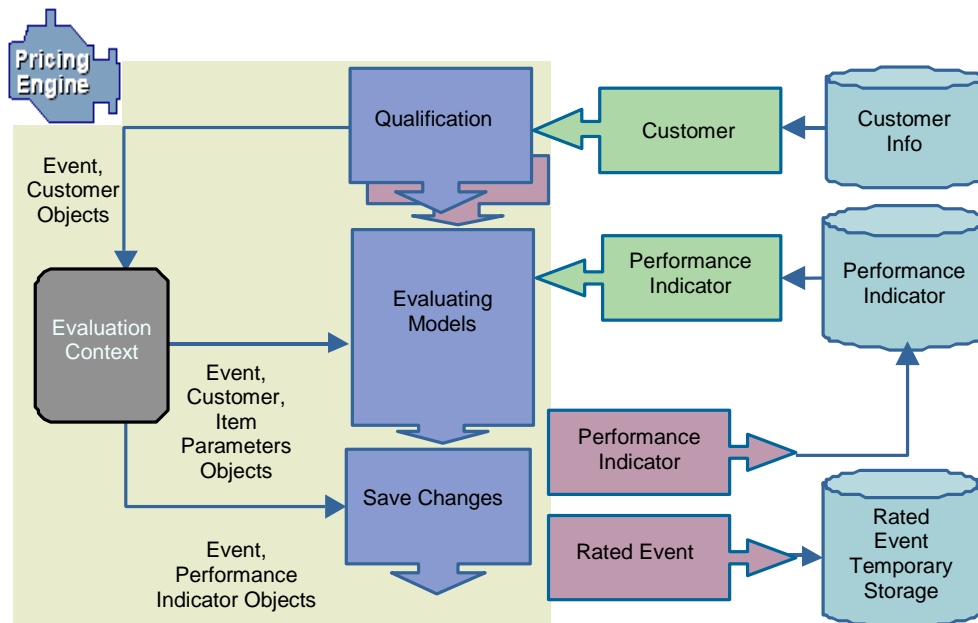 Pricing
Engine
Qualification
Customer
Customer
Info
Event,
Customer
Objects
Performance
Indicator
Performance
Indicator
Evaluating
Models
Evaluation
Context
Event,
Customer,
Item
Parameters
Objects
Performance
Indicator
Save Changes
Rated Event
Rated
Event
Temporary
Storage
Event,
Performance
Indicator Objects